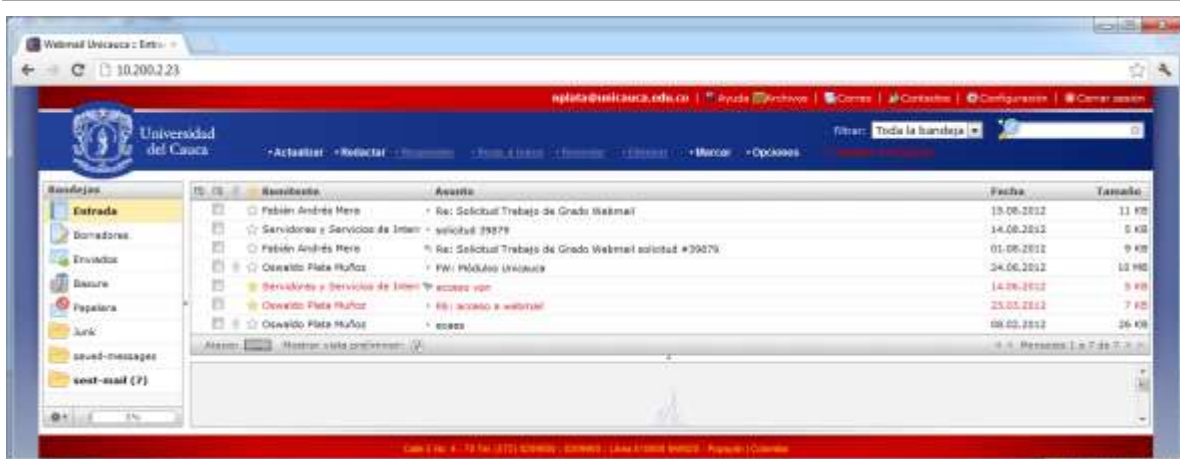 Webmail Unicauca :: Entra
10.200.2.23
nplata@unicauca.edu.co | Ayuda Archivos | Correo | Contactos | Configuración | Cerrar sesión
Universidad del Cauca
Filtrar: Toda la bandeja
Actualizar Redactar Marcar Opciones
Bandejas
Entrada
Borradores
Enviados
Basura
Papelera
Junk
saved-messages
sent-mail (7)
Remitente Asunto Fecha Tamaño
Fabián Andrés Mera Re: Solicitud Trabajo de Grado Webmail 15.08.2012 11 KB
Servidores y Servicios de Intern solicitud 39879 14.08.2012 5 KB
Fabián Andrés Mera Re: Solicitud Trabajo de Grado Webmail solicitud #39879 01.08.2012 9 KB
Oswaldo Plata Muñoz FW: Módulos Unicauca 24.06.2012 10 MB
Servidores y Servicios de Intern acceso vpn 14.06.2012 5 KB
Oswaldo Plata Muñoz RE: acceso a webmail 25.05.2012 7 KB
Oswaldo Plata Muñoz ecaes 08.02.2012 26 KB
Mostrar vista preliminar:
Mensajes 1 a 7 de 7